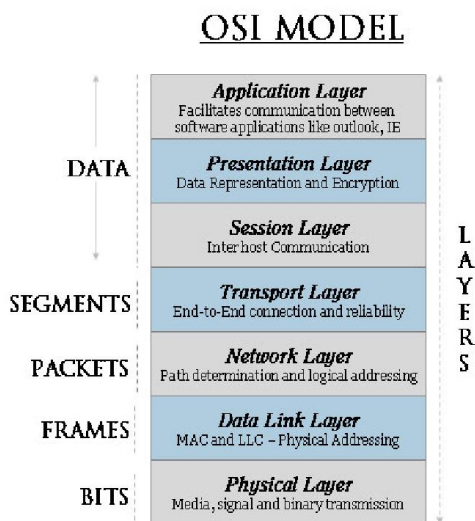 OSI MODEL
Application Layer
Facilitates communication between
software applications like outlook, IE
DATA
Presentation Layer
Data Representation and Encryption
Session Layer
Inter host Communication
SEGMENTS
Transport Layer
End-to-End connection and reliability
PACKETS
Network Layer
Path determination and logical addressing
FRAMES
Data Link Layer
MAC and LLC – Physical Addressing
BITS
Physical Layer
Media, signal and binary transmission
LAYERS